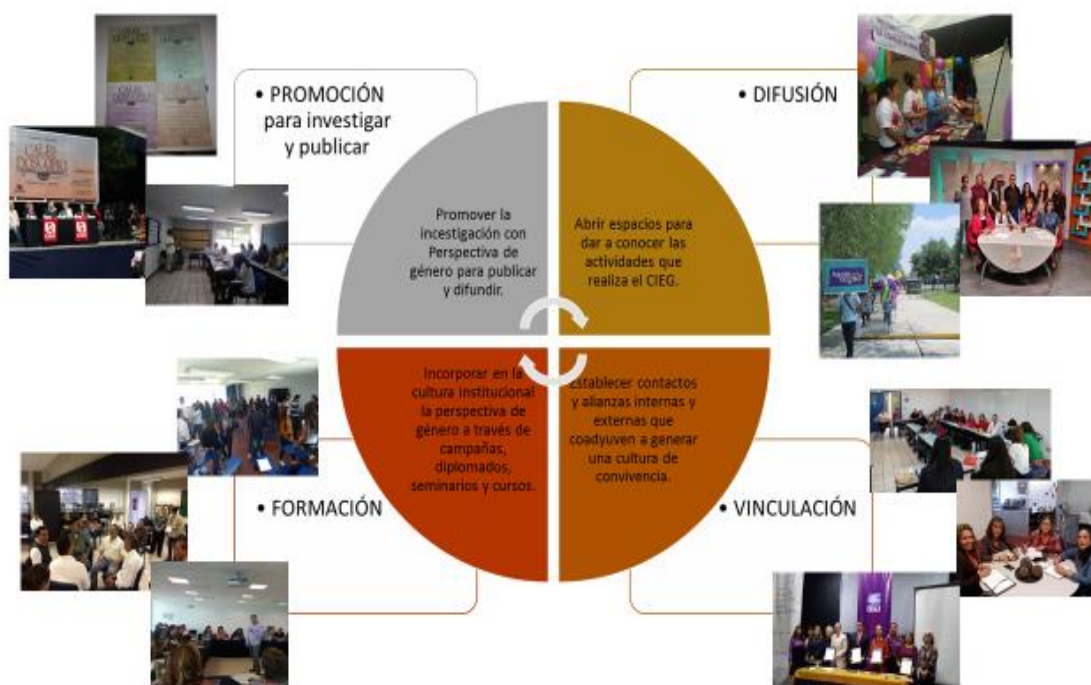 • PROMOCIÓN
para investigar
y publicar
• DIFUSIÓN
Promover la
incestigación con
Perspectiva de
género para publicar
y difundir.
Abrir espacios para
dar a conocer las
actividades que
realiza el CIEG.
Incorporar en la
cultura institucional
la perspectiva de
género a través de
campañas,
diplomados,
seminarios y cursos.
Establecer contactos
y alianzas internas y
externas que
coadyuven a generar
una cultura de
convivencia.
• FORMACIÓN
• VINCULACIÓN